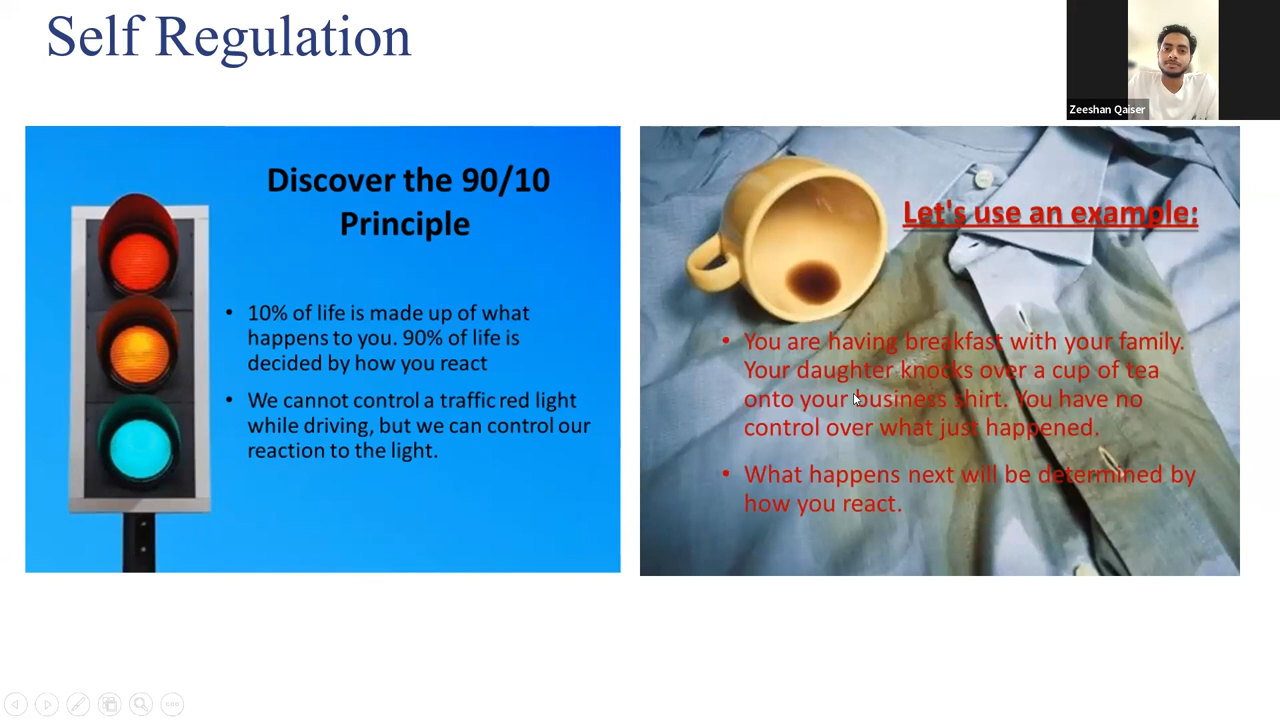 Self Regulation
Zeeshan Qaiser
Discover the 90/10
Principle
• 10% of life is made up of what
happens to you. 90% of life is
decided by how you react
• We cannot control a traffic red light
while driving, but we can control our
reaction to the light.
Let's use an example:
• You are having breakfast with your family.
Your daughter knocks over a cup of tea
onto your business shirt. You have no
control over what just happened.
• What happens next will be determined by
how you react.